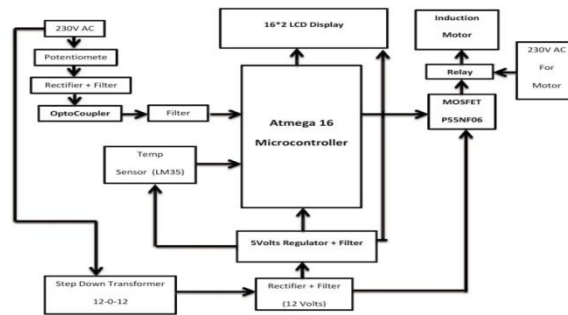 230V AC
Potentiomete
Rectifier + Filter
OptoCoupler
Filter
16*2 LCD Display
Induction
Motor
230V AC
For
Motor
Relay
MOSFET
P55NF06
Atmega 16
Microcontroller
Temp
Sensor (LM35)
5Volts Regulator + Filter
Step Down Transformer
12-0-12
Rectifier + Filter
(12 Volts)